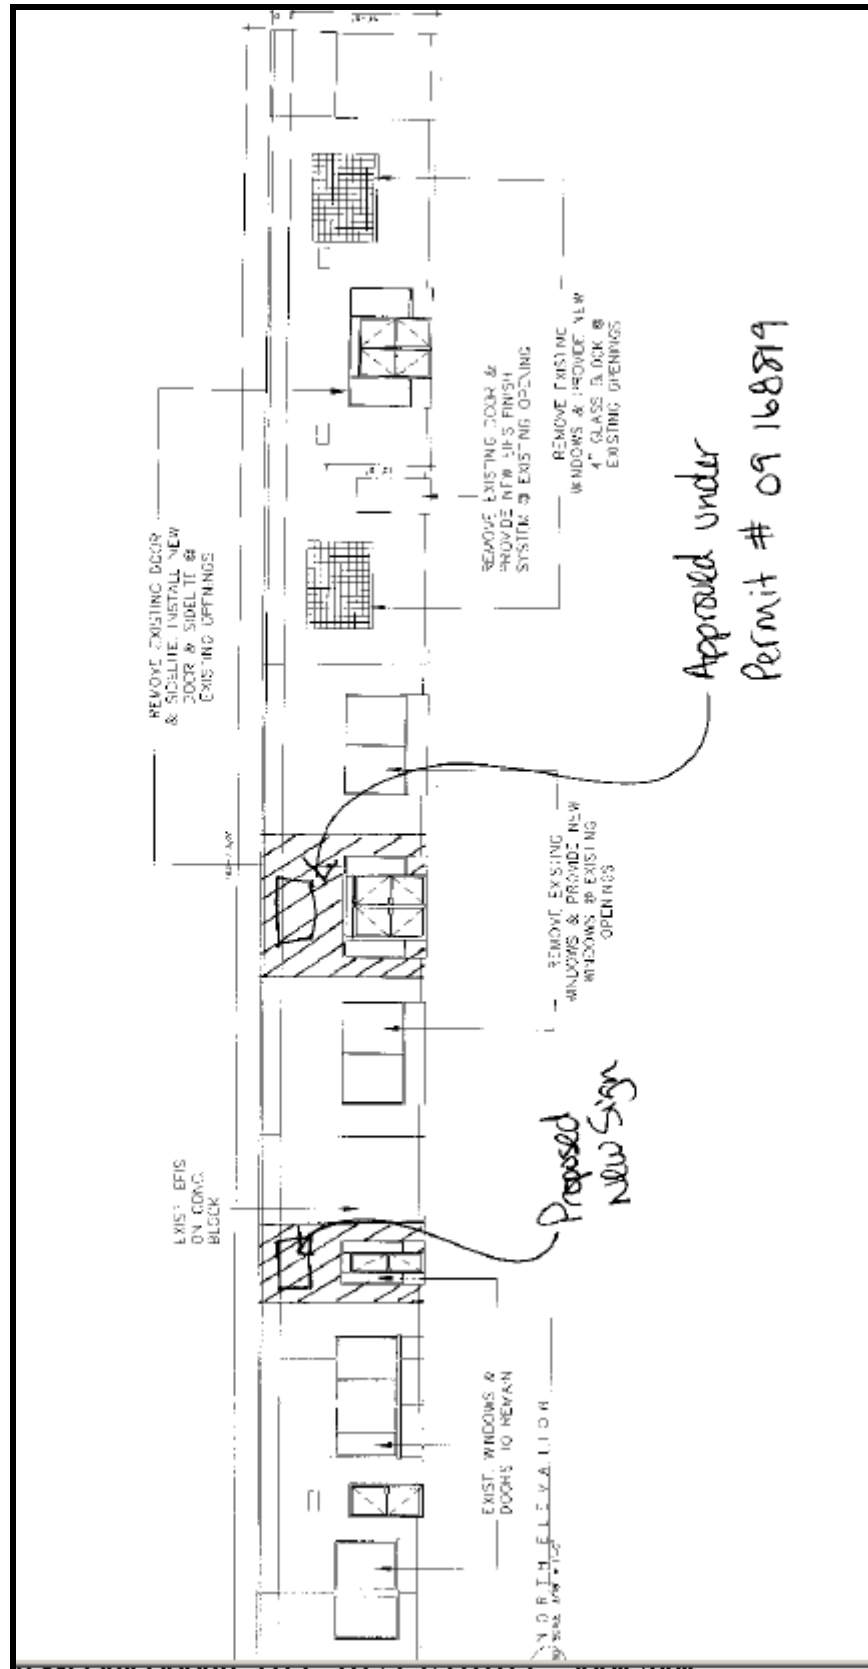 REMOVE EXISTING DOOR
& SIDELITE. INSTALL NEW
DOOR & SIDELITE @
EXISTING OPENINGS
EXIST EFIS
ON CONC.
BLOCK
REMOVE EXISTING DOOR &
PROVIDE NEW EIFS FINISH
SYSTEM @ EXISTING OPENING
REMOVE EXISTING
WINDOWS & PROVIDE NEW
4" GLASS BLOCK @
EXISTING OPENINGS
REMOVE EXISTING
WINDOWS & PROVIDE NEW
WINDOWS @ EXISTING
OPENINGS
EXIST. WINDOWS &
DOORS TO REMAIN
NORTH ELEVATION
Proposed
New Sign
Approved under
Permit # 09 168819